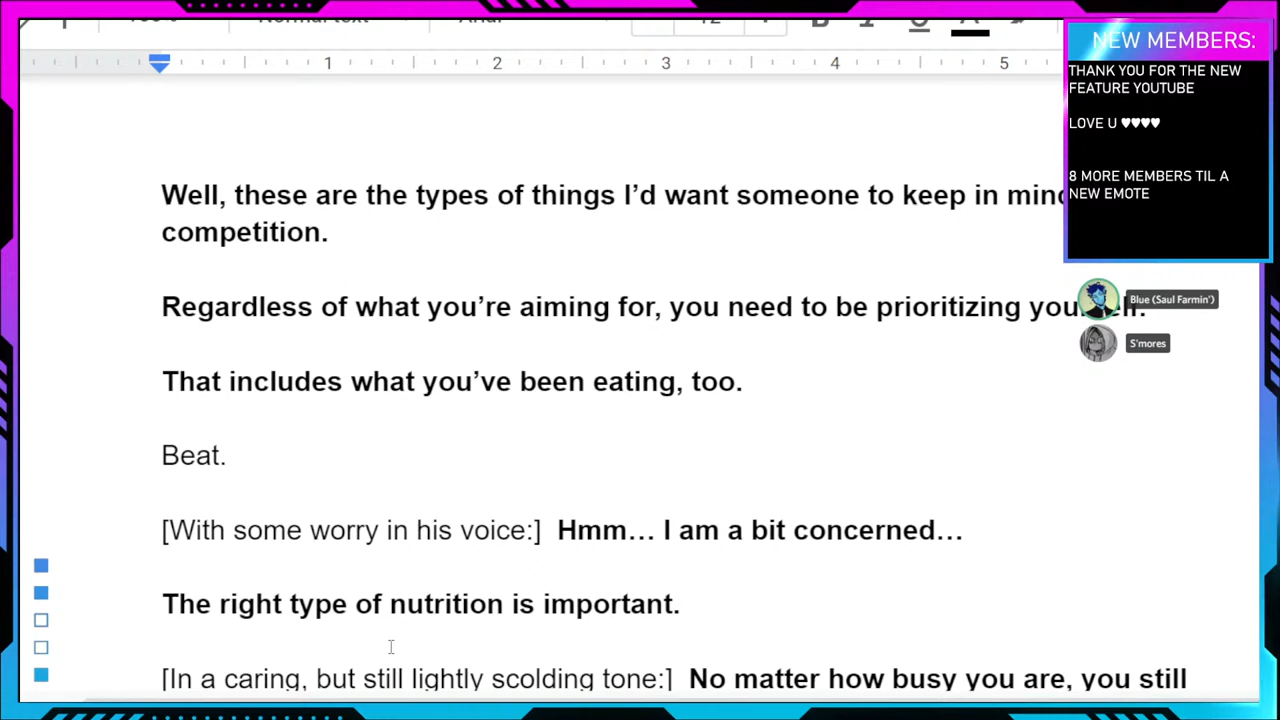 NEW MEMBERS:
THANK YOU FOR THE NEW
FEATURE YOUTUBE
LOVE U ♥♥♥♥
8 MORE MEMBERS TIL A
NEW EMOTE
1 2 3 4 5
Well, these are the types of things I’d want someone to keep in mind
competition.
Regardless of what you’re aiming for, you need to be prioritizing yourself.
Blue (Saul Farmin')
S'mores
That includes what you’ve been eating, too.
Beat.
[With some worry in his voice:] Hmm… I am a bit concerned…
The right type of nutrition is important.
[In a caring, but still lightly scolding tone:] No matter how busy you are, you still